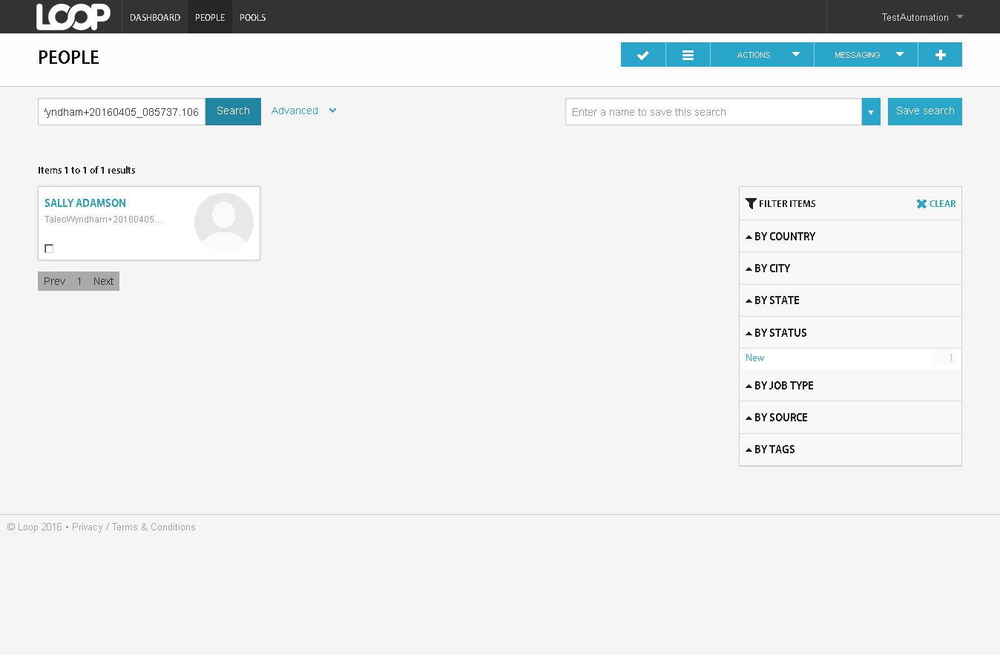 LOOP DASHBOARD PEOPLE POOLS TestAutomation
PEOPLE ACTIONS MESSAGING
yndham+20160405_085737.106 Search Advanced Enter a name to save this search Save search
Items 1 to 1 of 1 results
SALLY ADAMSON
TaleoWyndham+20160405...
Prev 1 Next
FILTER ITEMS CLEAR
BY COUNTRY
BY CITY
BY STATE
BY STATUS
New 1
BY JOB TYPE
BY SOURCE
BY TAGS
© Loop 2016 • Privacy / Terms & Conditions